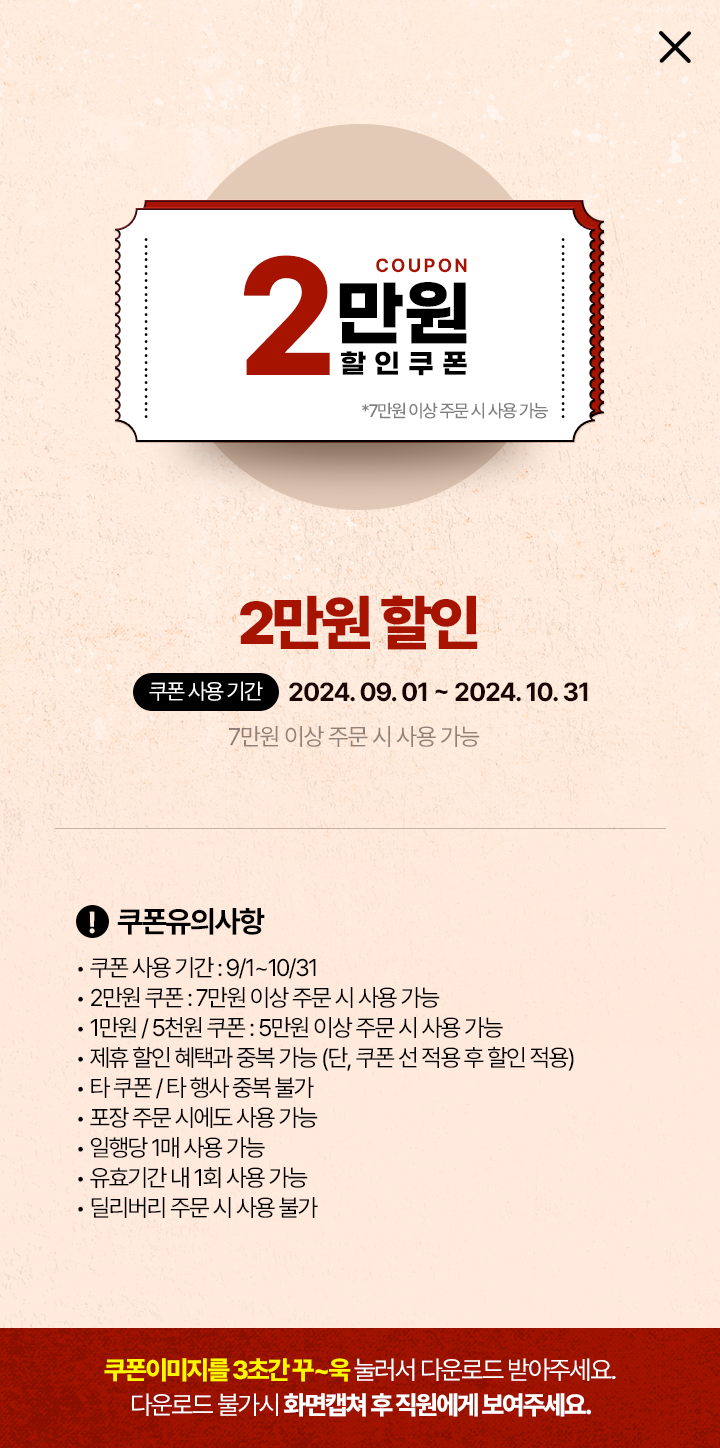 COUPON
2만원
할인쿠폰
*7만원 이상 주문 시 사용 가능
2만원 할인
쿠폰 사용 기간 2024. 09. 01 ~ 2024. 10. 31
7만원 이상 주문 시 사용 가능
쿠폰유의사항
• 쿠폰 사용 기간 : 9/1~10/31
• 2만원 쿠폰 : 7만원 이상 주문 시 사용 가능
• 1만원 / 5천원 쿠폰 : 5만원 이상 주문 시 사용 가능
• 제휴 할인 혜택과 중복 가능 (단, 쿠폰 선 적용 후 할인 적용)
• 타 쿠폰 / 타 행사 중복 불가
• 포장 주문 시에도 사용 가능
• 일행당 1매 사용 가능
• 유효기간 내 1회 사용 가능
• 딜리버리 주문 시 사용 불가
쿠폰이미지를 3초간 꾸~욱 눌러서 다운로드 받아주세요.
다운로드 불가시 화면캡쳐 후 직원에게 보여주세요.